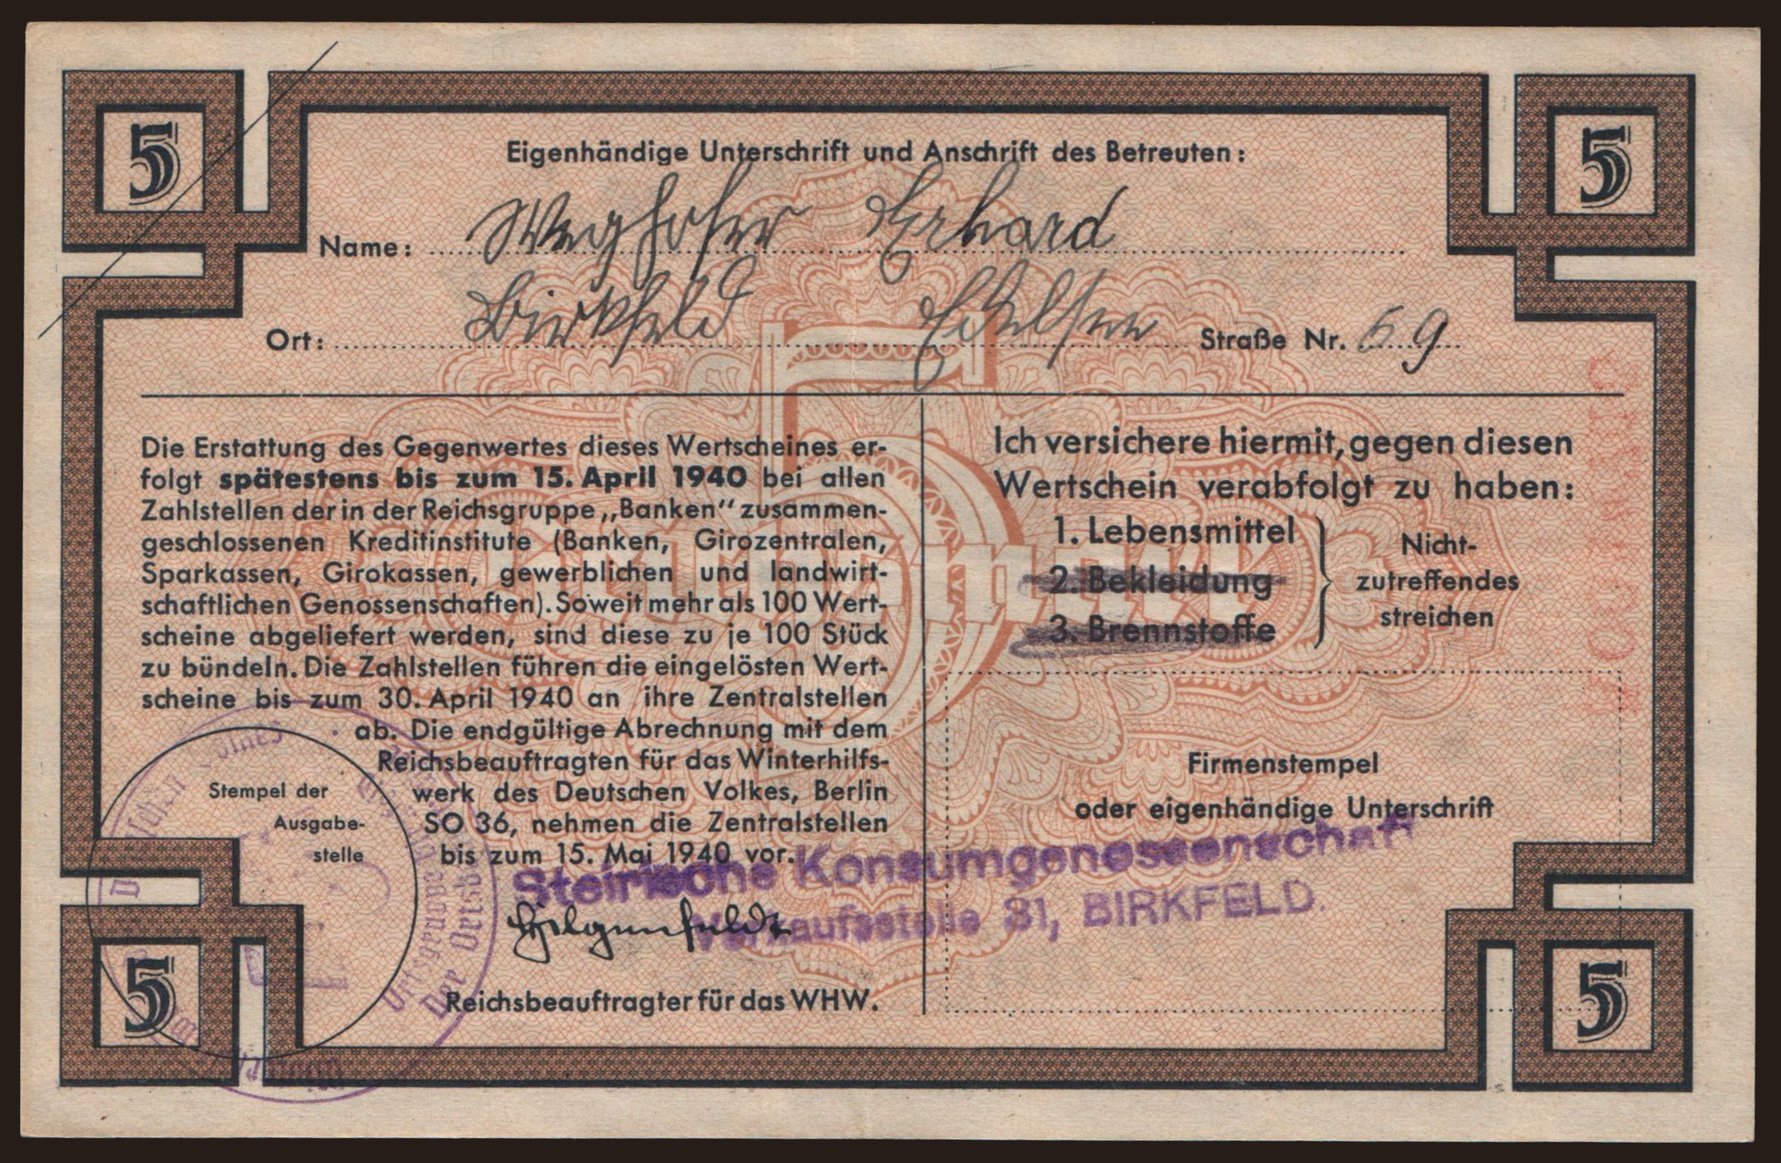 5
5
Eigenhändige Unterschrift und Anschrift des Betreuten:
Name: Weghofer Erhard
Ort: Birkfeld Straße Nr. 69
Die Erstattung des Gegenwertes dieses Wertscheines er-
folgt spätestens bis zum 15. April 1940 bei allen
Zahlstellen der in der Reichsgruppe „Banken" zusammen-
geschlossenen Kreditinstitute (Banken, Girozentralen,
Sparkassen, Girokassen, gewerblichen und landwirt-
schaftlichen Genossenschaften). Soweit mehr als 100 Wert-
scheine abgeliefert werden, sind diese zu je 100 Stück
zu bündeln. Die Zahlstellen führen die eingelösten Wert-
scheine bis zum 30. April 1940 an ihre Zentralstellen
ab. Die endgültige Abrechnung mit dem
Reichsbeauftragten für das Winterhilfs-
werk des Deutschen Volkes, Berlin
SO 36, nehmen die Zentralstellen
bis zum 15. Mai 1940 vor.
Hilgenfeldt
Reichsbeauftragter für das WHW.
Stempel der
Ausgabe-
stelle
Ich versichere hiermit, gegen diesen
Wertschein verabfolgt zu haben:
1. Lebensmittel
2. Bekleidung
3. Brennstoffe
Nicht-
zutreffendes
streichen
Firmenstempel
oder eigenhändige Unterschrift
Steirische Konsumgenossenschaft
Verkaufsstelle 31, BIRKFELD.
5
Reichsmark
5
5